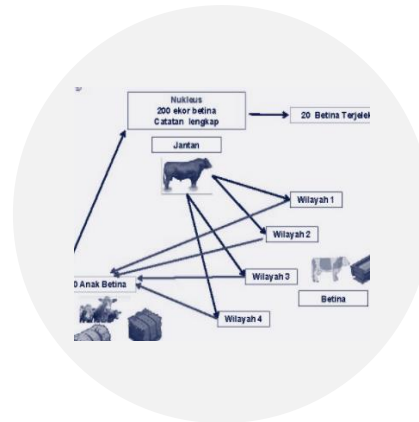 Nukleus
200 ekor betina
Catatan lengkap
20 Betina Terjelek
Jantan
Wilayah 1
Wilayah 2
Wilayah 3
0 Anak Betina
Betina
Wilayah 4